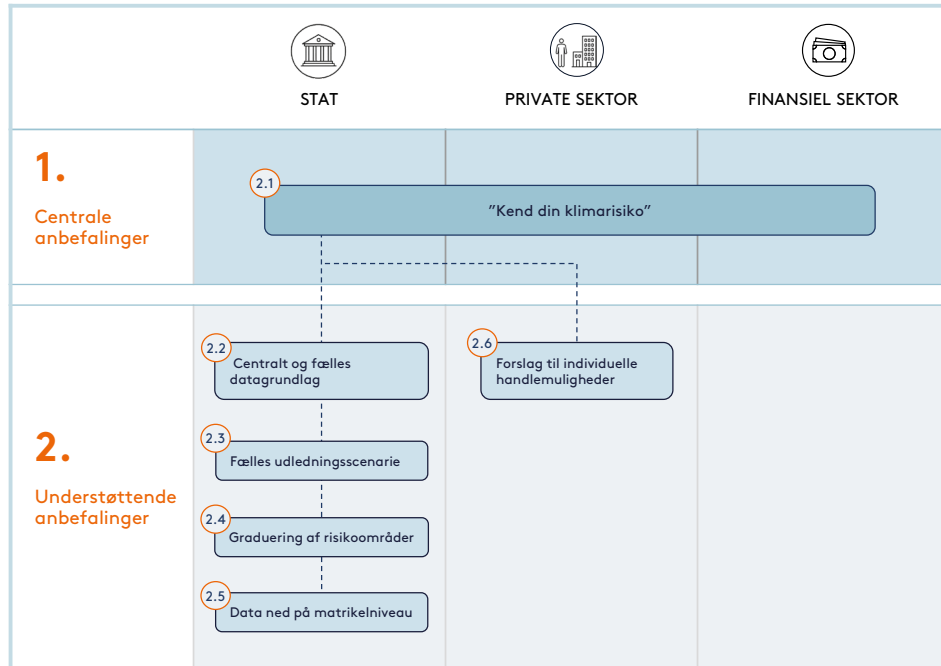 STAT
PRIVATE SEKTOR
FINANSIEL SEKTOR
1.
Centrale
anbefalinger
2.1
"Kend din klimarisiko"
2.
Understøttende
anbefalinger
2.2
Centralt og fælles
datagrundlag
2.6
Forslag til individuelle
handlemuligheder
2.3
Fælles udledningsscenarie
2.4
Graduering af risikoområder
2.5
Data ned på matrikelniveau